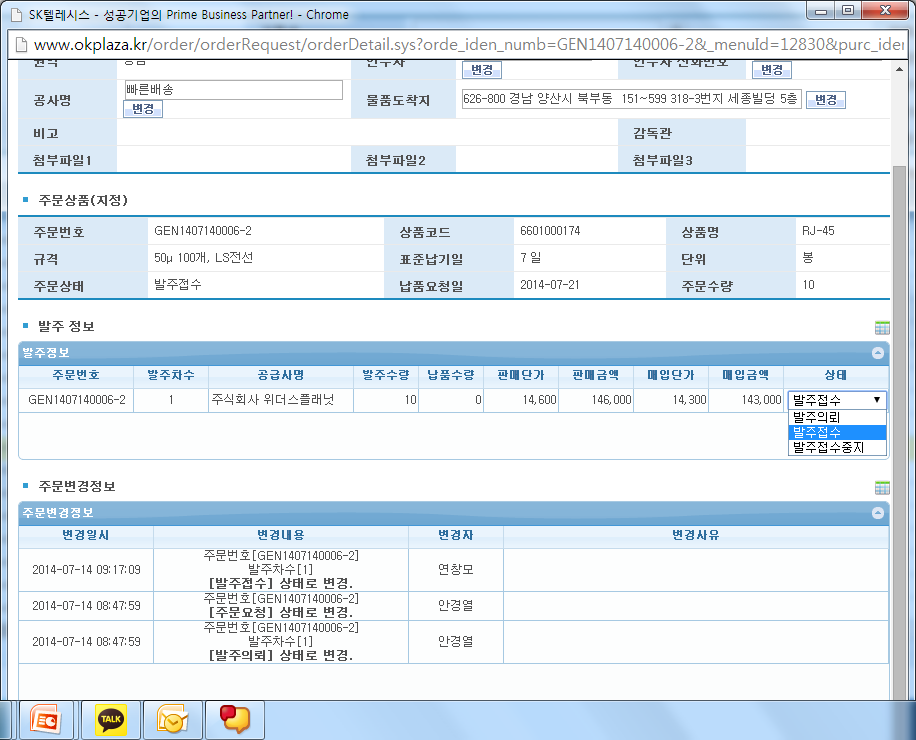 SK텔레시스 - 성공기업의 Prime Business Partner! - Chrome
www.okplaza.kr/order/orderRequest/orderDetail.sys?orde_iden_numb=GEN1407140006-2&_menuId=12830&purc_iden
권역 인수자 변경 인수자 전화번호 변경
공사명 빠른배송 변경 물품도착지 626-800 경남 양산시 북부동 151~599 318-3번지 세종빌딩 5층 변경
비고 감독관
첨부파일1 첨부파일2 첨부파일3
주문상품(지정)
주문번호 GEN1407140006-2 상품코드 6601000174 상품명 RJ-45
규격 50μ 100개, LS전선 표준납기일 7 일 단위 봉
주문상태 발주접수 납품요청일 2014-07-21 주문수량 10
발주 정보
발주정보
주문번호 발주차수 공급사명 발주수량 납품수량 판매단가 판매금액 매입단가 매입금액 상태
GEN1407140006-2 1 주식회사 위더스플래닛 10 0 14,600 146,000 14,300 143,000 발주접수
발주의뢰
발주접수
발주접수중지
주문변경정보
주문변경정보
변경일시 변경내용 변경자 변경사유
2014-07-14 09:17:09 주문번호[GEN1407140006-2]
발주차수[1]
[발주접수] 상태로 변경. 연창모
2014-07-14 08:47:59 주문번호[GEN1407140006-2]
[주문요청] 상태로 변경. 안경열
2014-07-14 08:47:59 주문번호[GEN1407140006-2]
발주차수[1]
[발주의뢰] 상태로 변경. 안경열
TALK